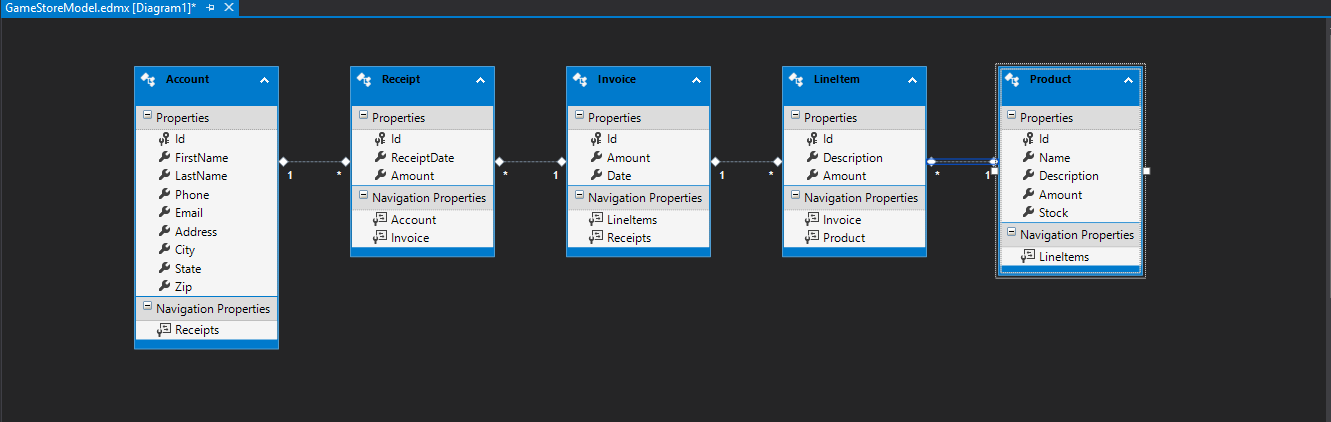 GameStoreModel.edmx [Diagram1]*
Account
Properties
Id
FirstName
LastName
Phone
Email
Address
City
State
Zip
Navigation Properties
Receipts
1
*
Receipt
Properties
Id
ReceiptDate
Amount
Navigation Properties
Account
Invoice
*
1
Invoice
Properties
Id
Amount
Date
Navigation Properties
LineItems
Receipts
1
*
LineItem
Properties
Id
Description
Amount
Navigation Properties
Invoice
Product
*
1
Product
Properties
Id
Name
Description
Amount
Stock
Navigation Properties
LineItems